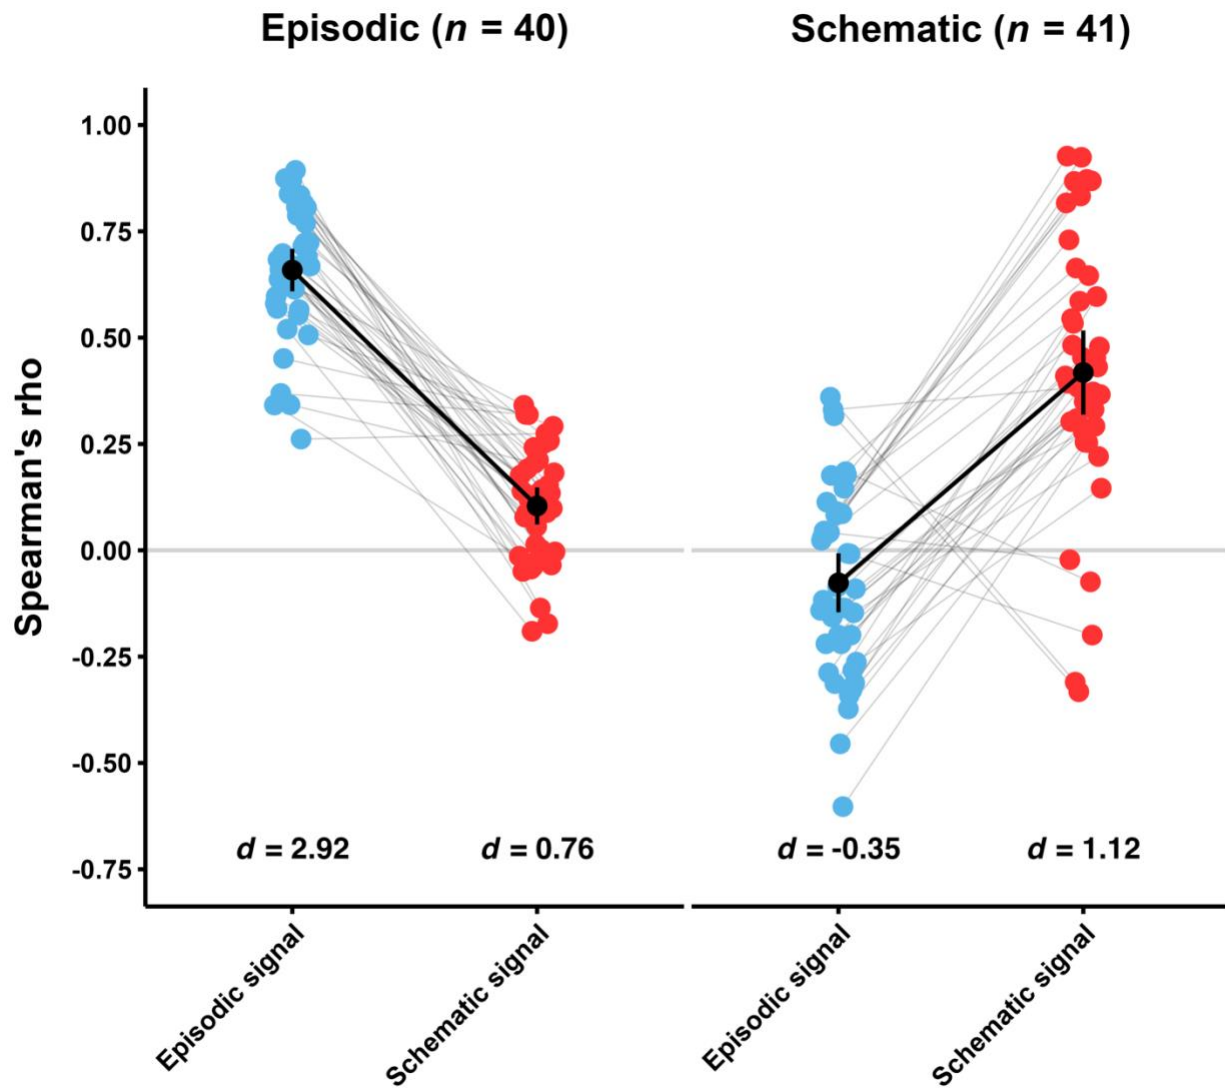 Episodic (n = 40)
Schematic (n = 41)
Spearman's rho
1.00
0.75
0.50
0.25
0.00
-0.25
-0.50
-0.75
d = 2.92
d = 0.76
d = -0.35
d = 1.12
Episodic signal
Schematic signal
Episodic signal
Schematic signal